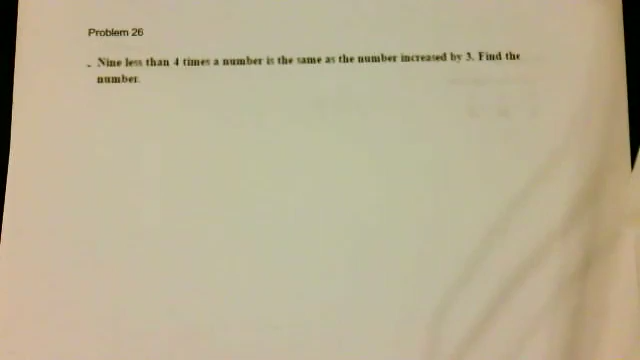 Problem 26
Nine less than 4 times a number is the same as the number increased by 3. Find the
number.